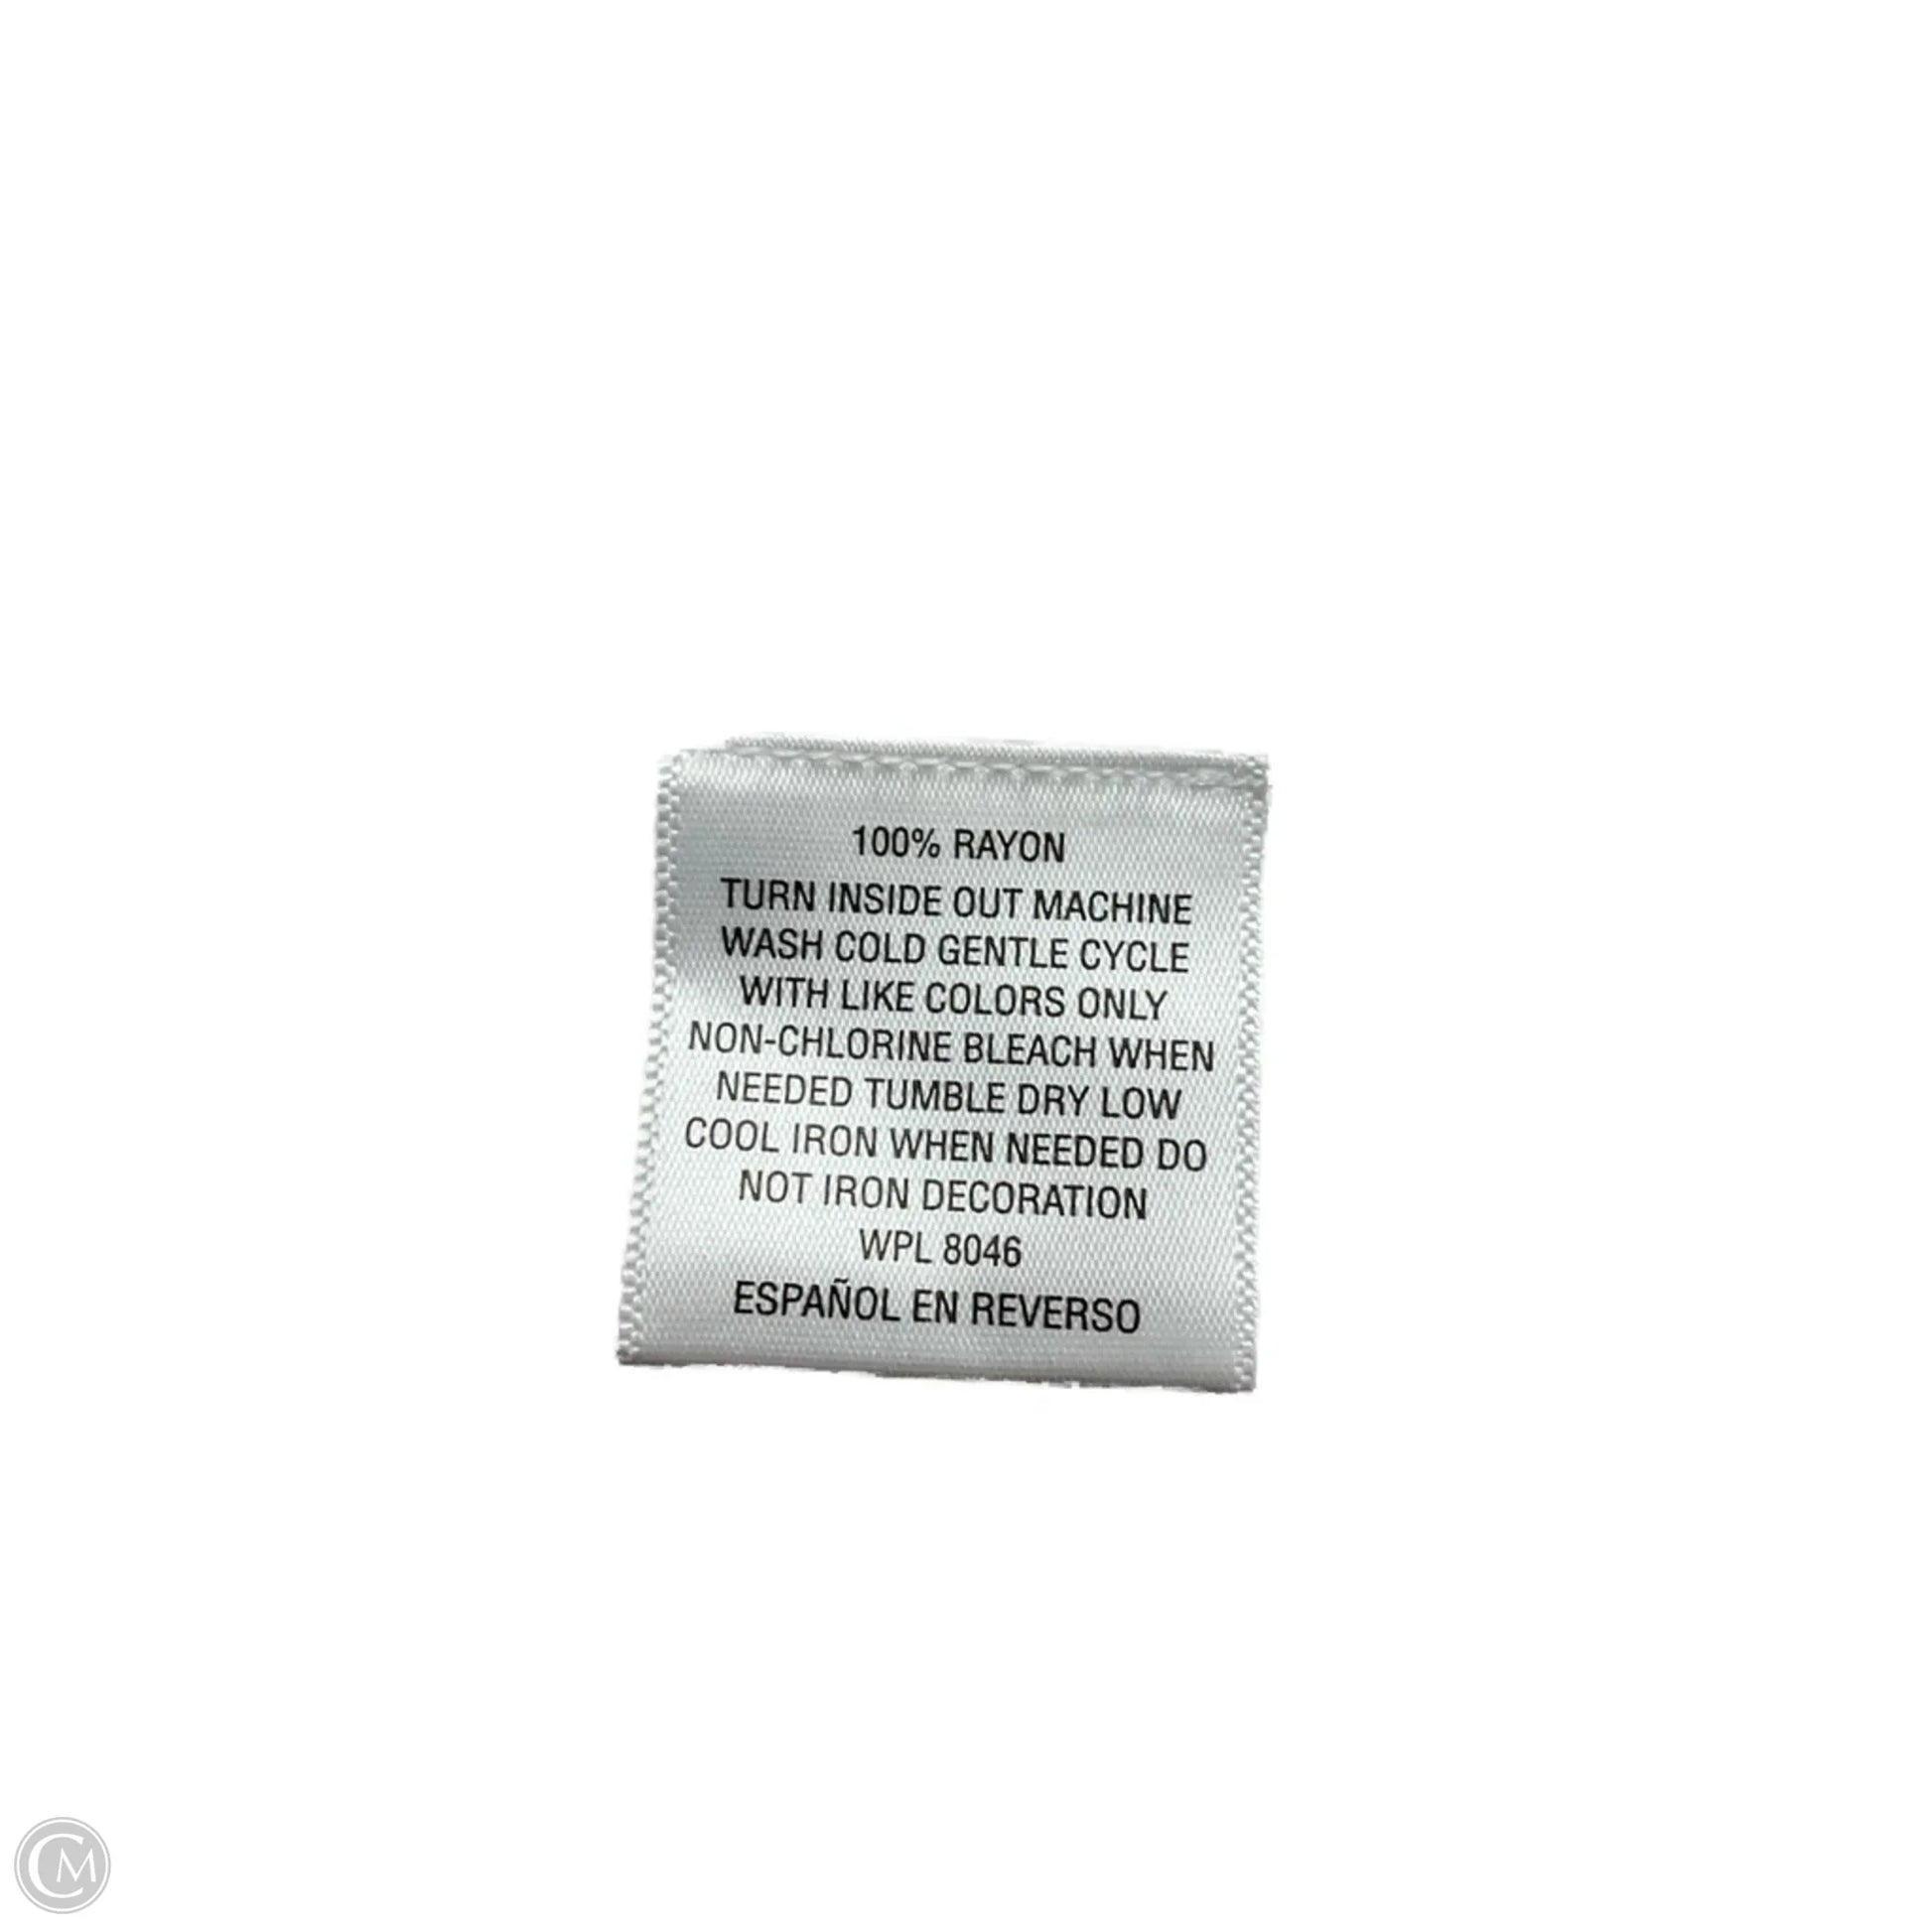 100% RAYON
TURN INSIDE OUT MACHINE
WASH COLD GENTLE CYCLE
WITH LIKE COLORS ONLY
NON-CHLORINE BLEACH WHEN
NEEDED TUMBLE DRY LOW
COOL IRON WHEN NEEDED DO
NOT IRON DECORATION
WPL 8046
ESPAÑOL EN REVERSO
CM